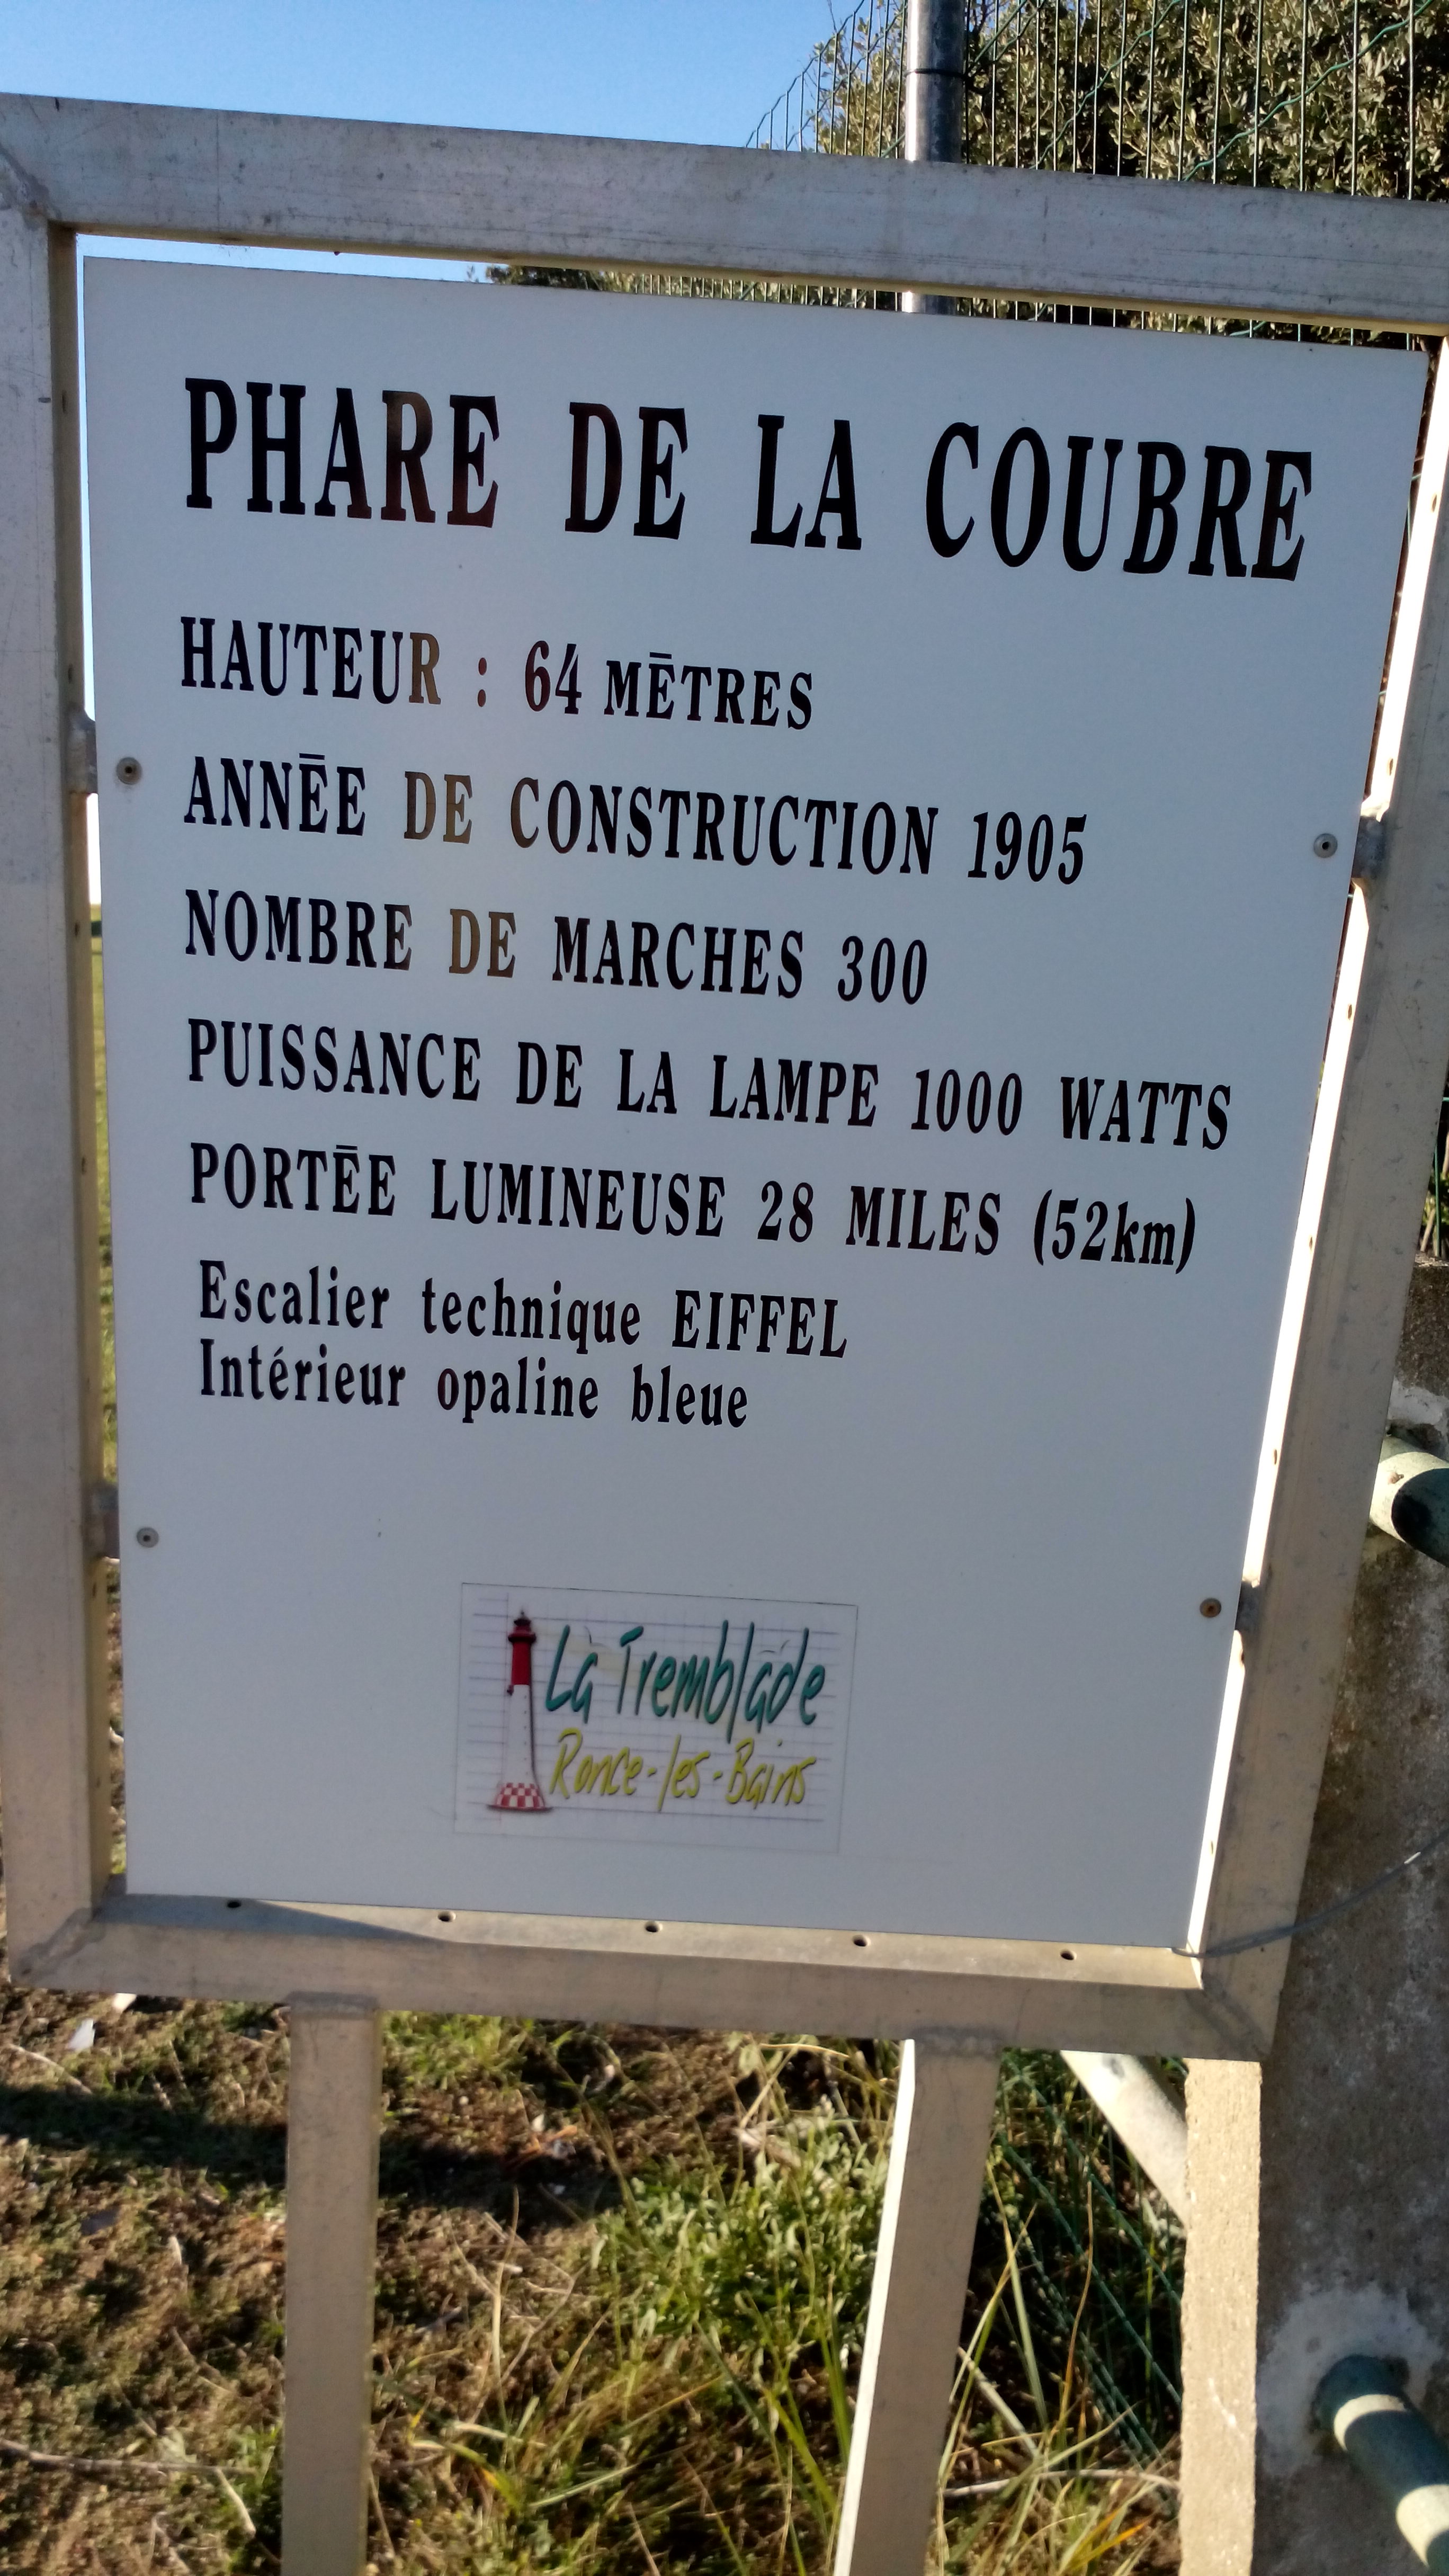 PHARE DE LA COUBRE
HAUTEUR : 64 MĒTRES
ANNĒE DE CONSTRUCTION 1905
NOMBRE DE MARCHES 300
PUISSANCE DE LA LAMPE 1000 WATTS
PORTĒE LUMINEUSE 28 MILES (52km)
Escalier technique EIFFEL
Intérieur opaline bleue
La Tremblade
Ronce-les-Bains